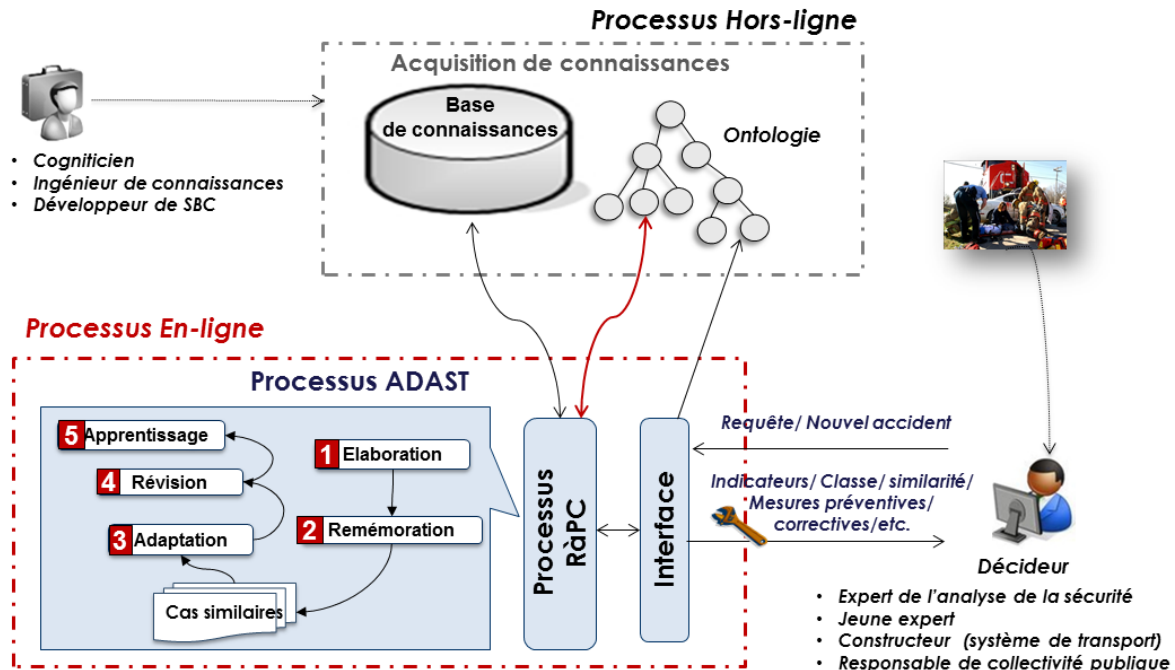 Processus Hors-ligne
Acquisition de connaissances
Base
de connaissances
Ontologie
• Cogniticien
• Ingénieur de connaissances
• Développeur de SBC
Processus En-ligne
Processus ADAST
5 Apprentissage
4 Révision
3 Adaptation
1 Elaboration
2 Remémoration
Cas similaires
Processus
RàPC
Interface
Requête/ Nouvel accident
Indicateurs/ Classe/ similarité/
Mesures préventives/
correctives/etc.
Décideur
• Expert de l'analyse de la sécurité
• Jeune expert
• Constructeur (système de transport)
• Responsable de collectivité publique